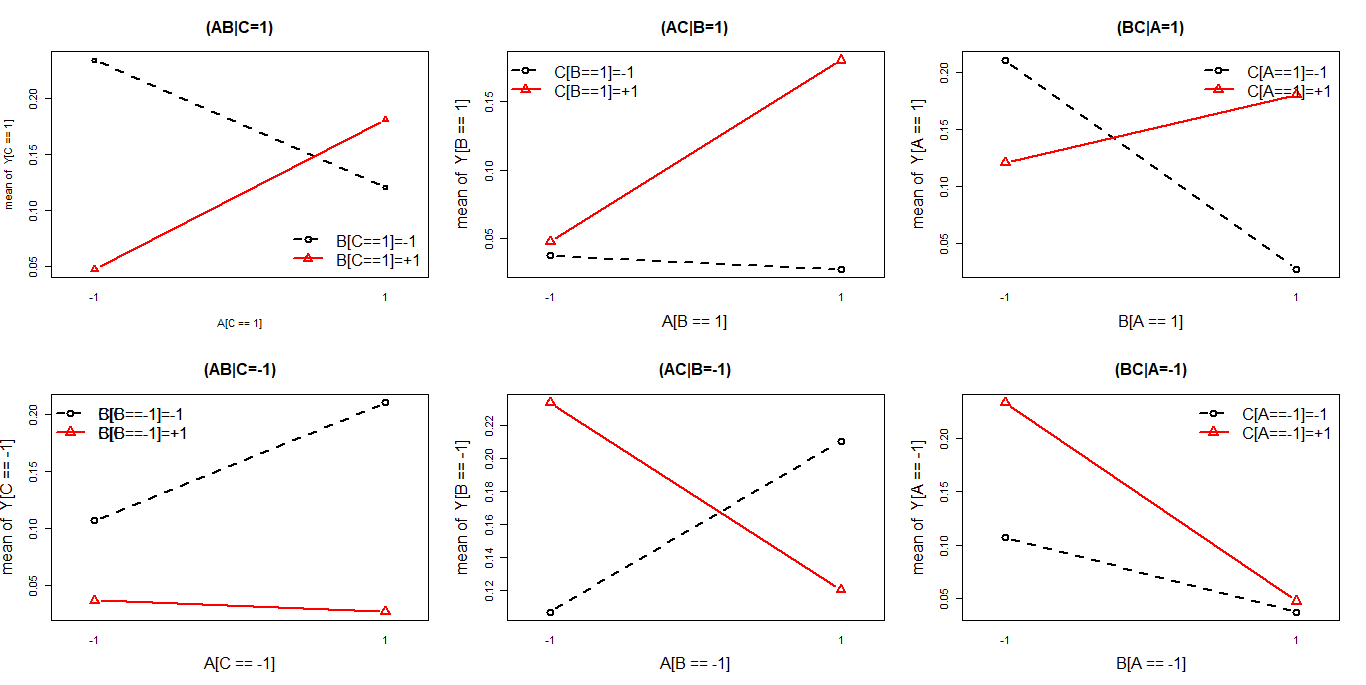 (AB|C=1)
mean of Y[C == 1]
0.20
0.15
0.10
0.05
B[C==1]=-1
B[C==1]=+1
-1
1
A[C == 1]
(AC|B=1)
mean of Y[B == 1]
0.15
0.10
0.05
C[B==1]=-1
C[B==1]=+1
-1
1
A[B == 1]
(BC|A=1)
mean of Y[A == 1]
0.20
0.15
0.10
0.05
C[A==1]=-1
C[A==1]=+1
-1
1
B[A == 1]
(AB|C=-1)
mean of Y[C == -1]
0.20
0.15
0.10
0.05
-1
1
A[C == -1]
(AC|B=-1)
mean of Y[B == -1]
0.22
0.20
0.18
0.16
0.14
0.12
-1
1
A[B == -1]
(BC|A=-1)
mean of Y[A == -1]
0.20
0.15
0.10
0.05
C[A==-1]=-1
C[A==-1]=+1
-1
1
B[A == -1]